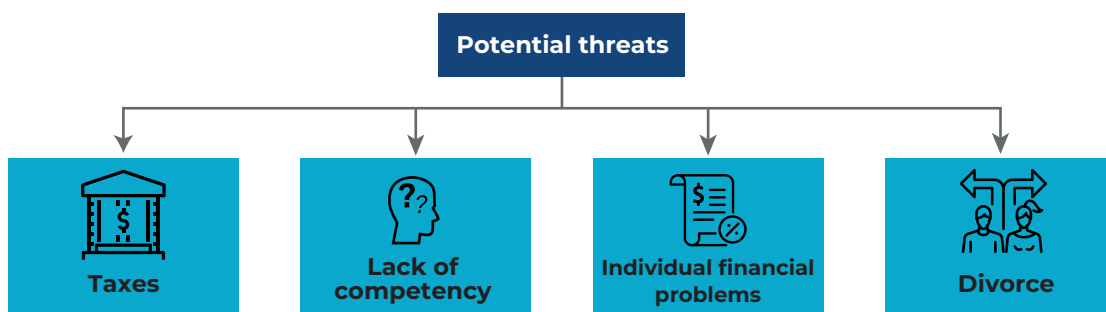 Potential threats
$
Taxes
? ?
Lack of
competency
$
%
Individual financial
problems
Divorce